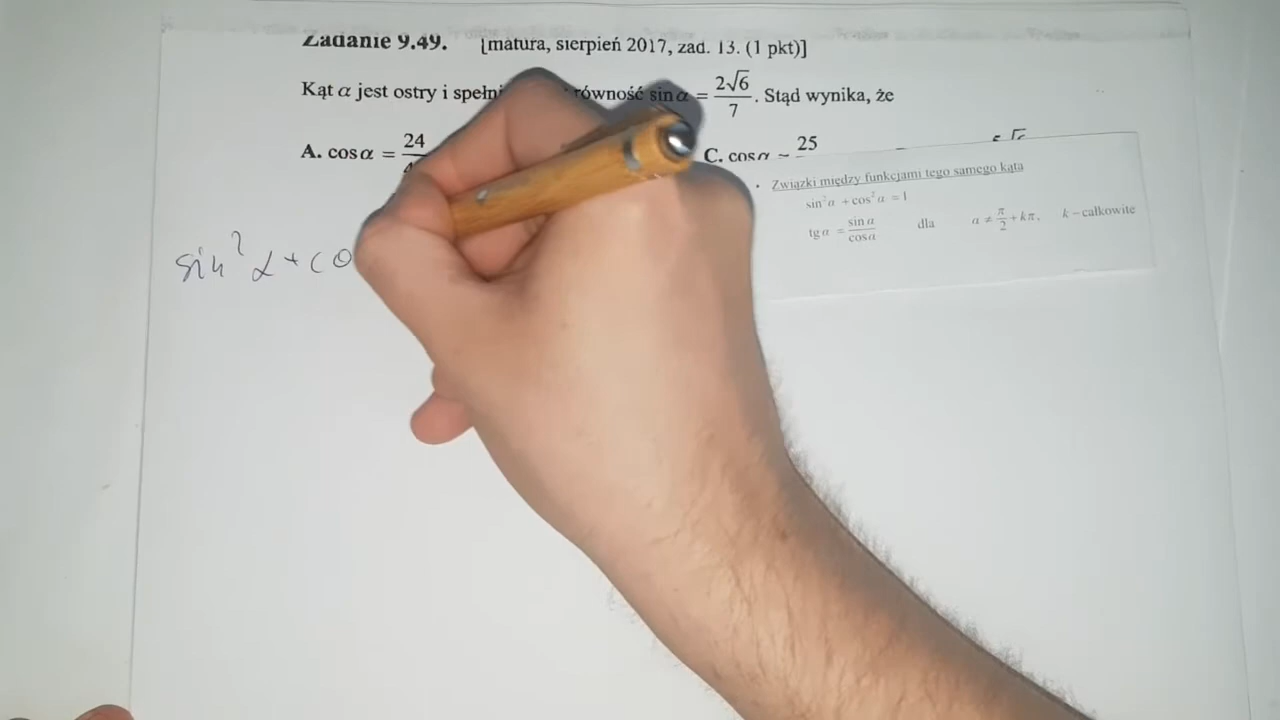 Zadanie 9.49. [matura, sierpień 2017, zad. 13. (1 pkt)]
Kąt α jest ostry i spełni równość sin α = 2√6/7. Stąd wynika, że
A. cos α = 24 C. cos α = 25
• Związki między funkcjami tego samego kąta
sin²α + cos²α = 1
tg α = sin α/cos α dla α ≠ π/2 + kπ, k – całkowite
sin² α + co